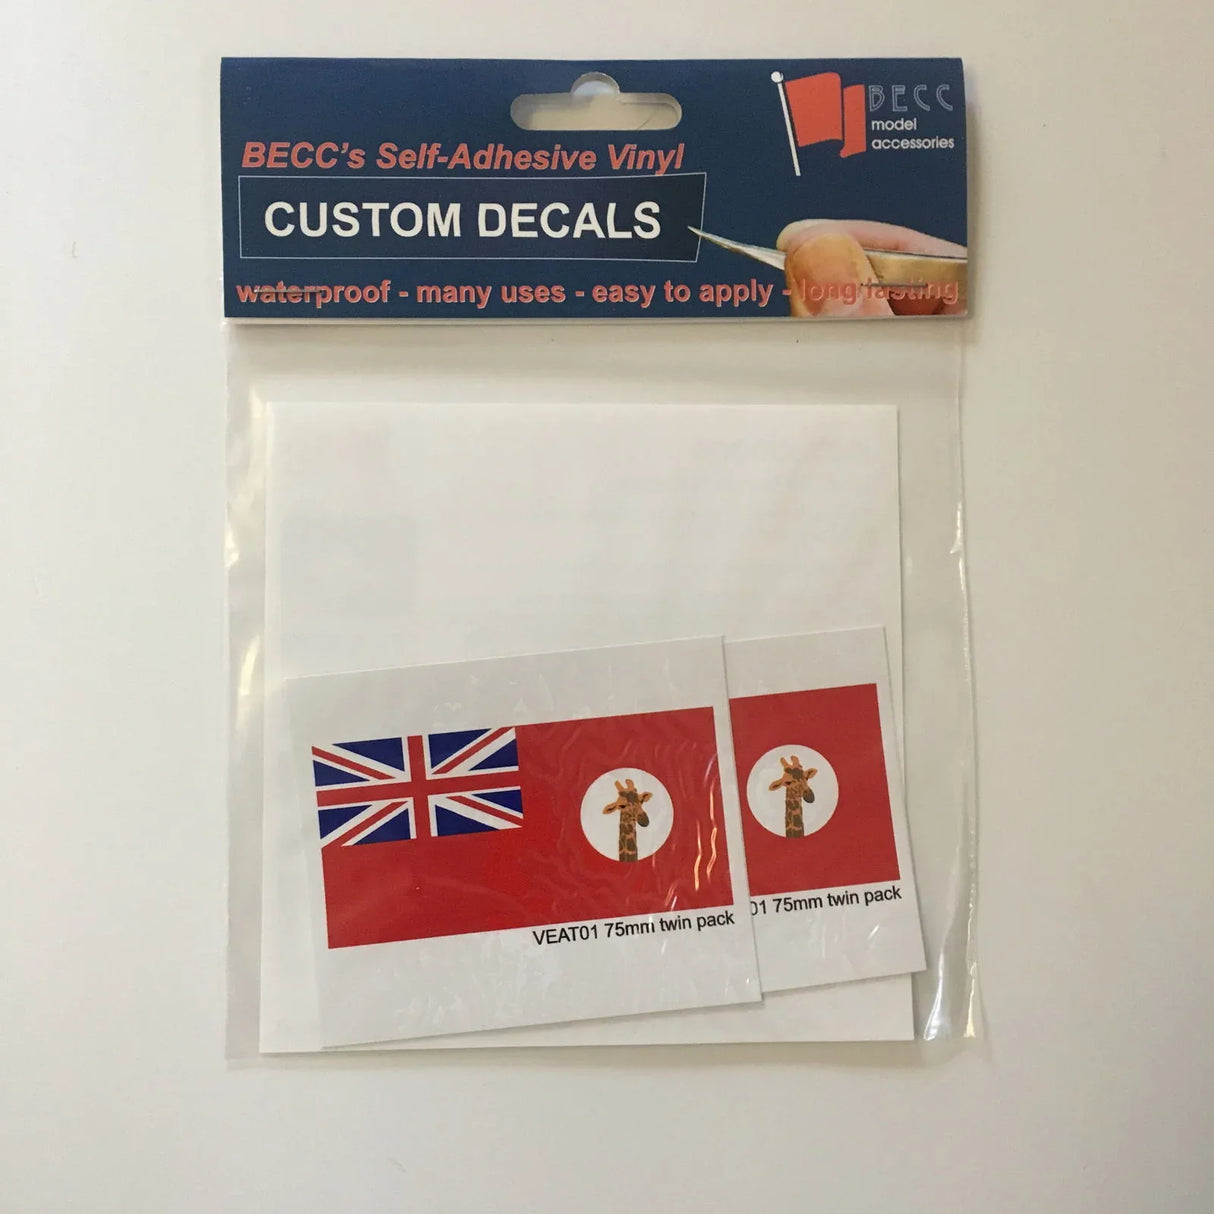 BECC
model
accessories
BECC's Self-Adhesive Vinyl
CUSTOM DECALS
waterproof - many uses - easy to apply - long lasting
VEAT01 75mm twin pack
01 75mm twin pack